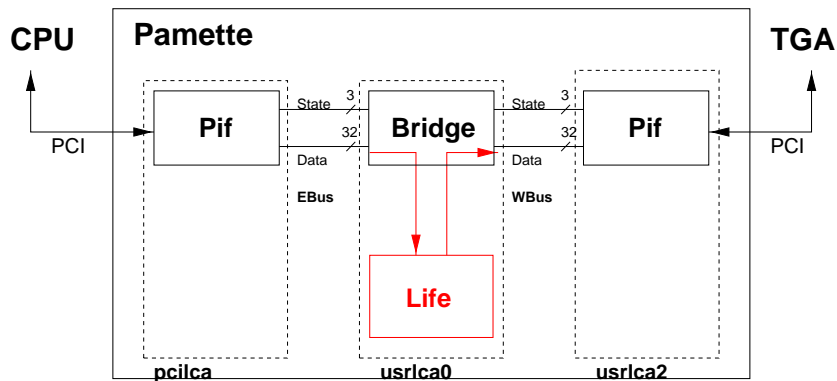 CPU
Pamette
TGA
State
3
State
3
Pif
Bridge
Pif
32
32
PCI
Data
Data
PCI
EBus
WBus
Life
pcilca
usrlca0
usrlca2